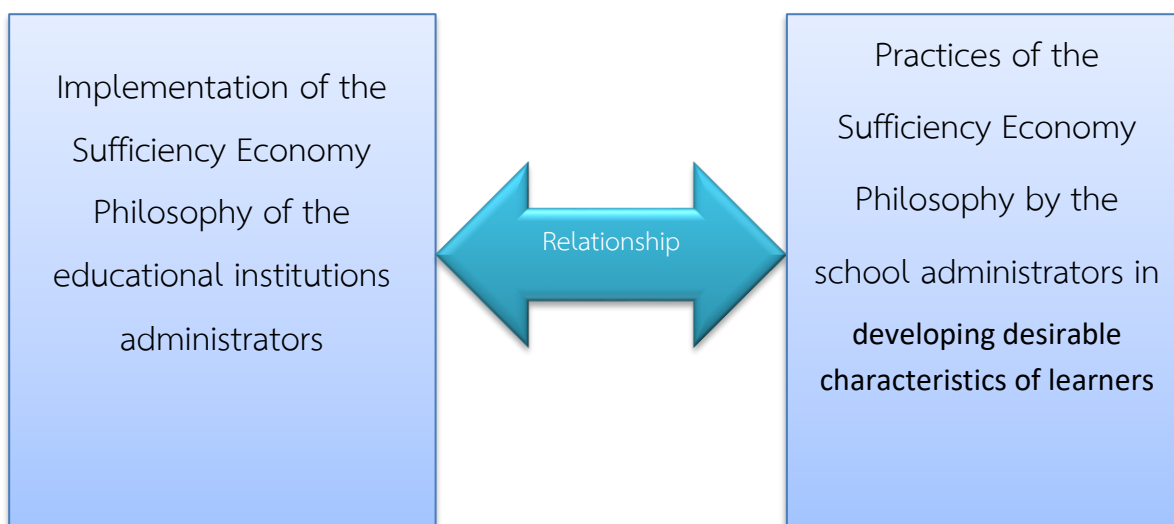 Implementation of the
Sufficiency Economy
Philosophy of the
educational institutions
administrators
Relationship
Practices of the
Sufficiency Economy
Philosophy by the
school administrators in
developing desirable
characteristics of learners